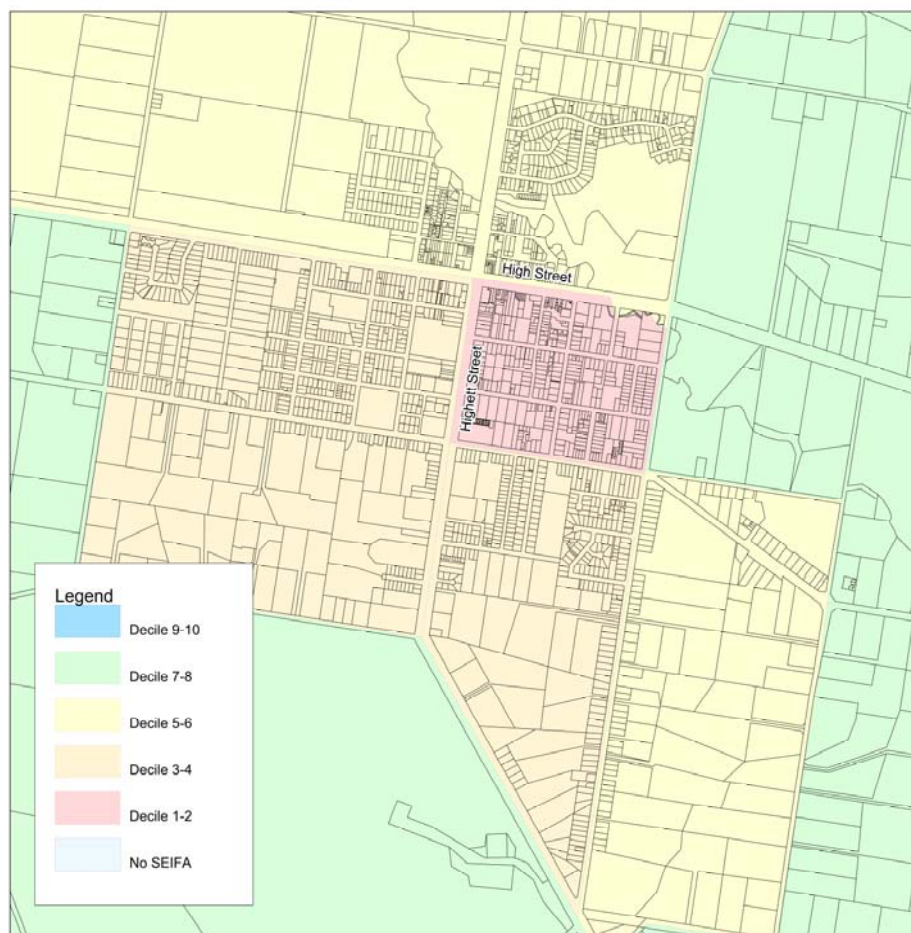 High Street
Highett Street
Legend
Decile 9-10
Decile 7-8
Decile 5-6
Decile 3-4
Decile 1-2
No SEIFA